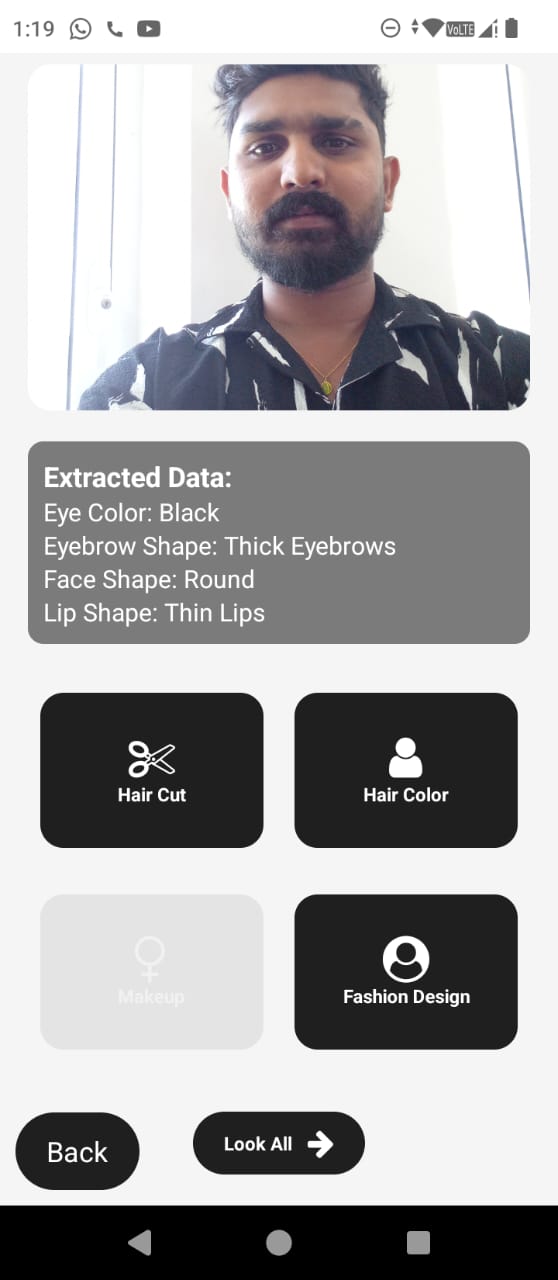 1:19
VoLTE
Extracted Data:
Eye Color: Black
Eyebrow Shape: Thick Eyebrows
Face Shape: Round
Lip Shape: Thin Lips
Hair Cut
Hair Color
Makeup
Fashion Design
Back
Look All